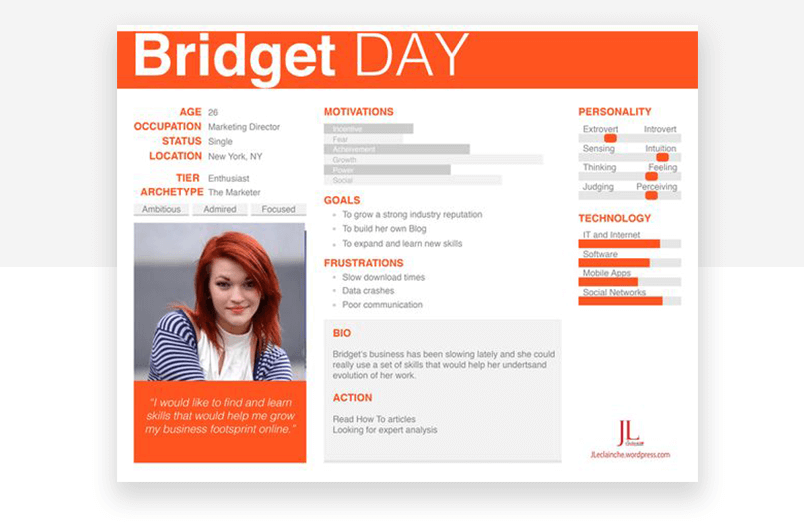 Bridget DAY
AGE 26
OCCUPATION Marketing Director
STATUS Single
LOCATION New York, NY
TIER Enthusiast
ARCHETYPE The Marketer
Ambitious Admired Focused
"I would like to find and learn
skills that would help me grow
my business footsprint online."
MOTIVATIONS
Incentive
Fear
Achievement
Growth
Power
Social
GOALS
To grow a strong industry reputation
To build her own Blog
To expand and learn new skills
FRUSTRATIONS
Slow download times
Data crashes
Poor communication
BIO
Bridget's business has been slowing lately and she could
really use a set of skills that would help her undertsand
evolution of her work.
ACTION
Read How To articles
Looking for expert analysis
PERSONALITY
Extrovert Introvert
Sensing Intuition
Thinking Feeling
Judging Perceiving
TECHNOLOGY
IT and Internet
Software
Mobile Apps
Social Networks
JL
JLeclainche.wordpress.com